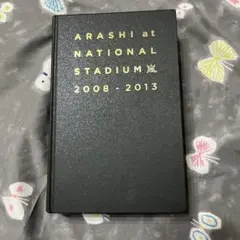 ARASHI at
NATIONAL
STADIUM 嵐
2008 - 2013